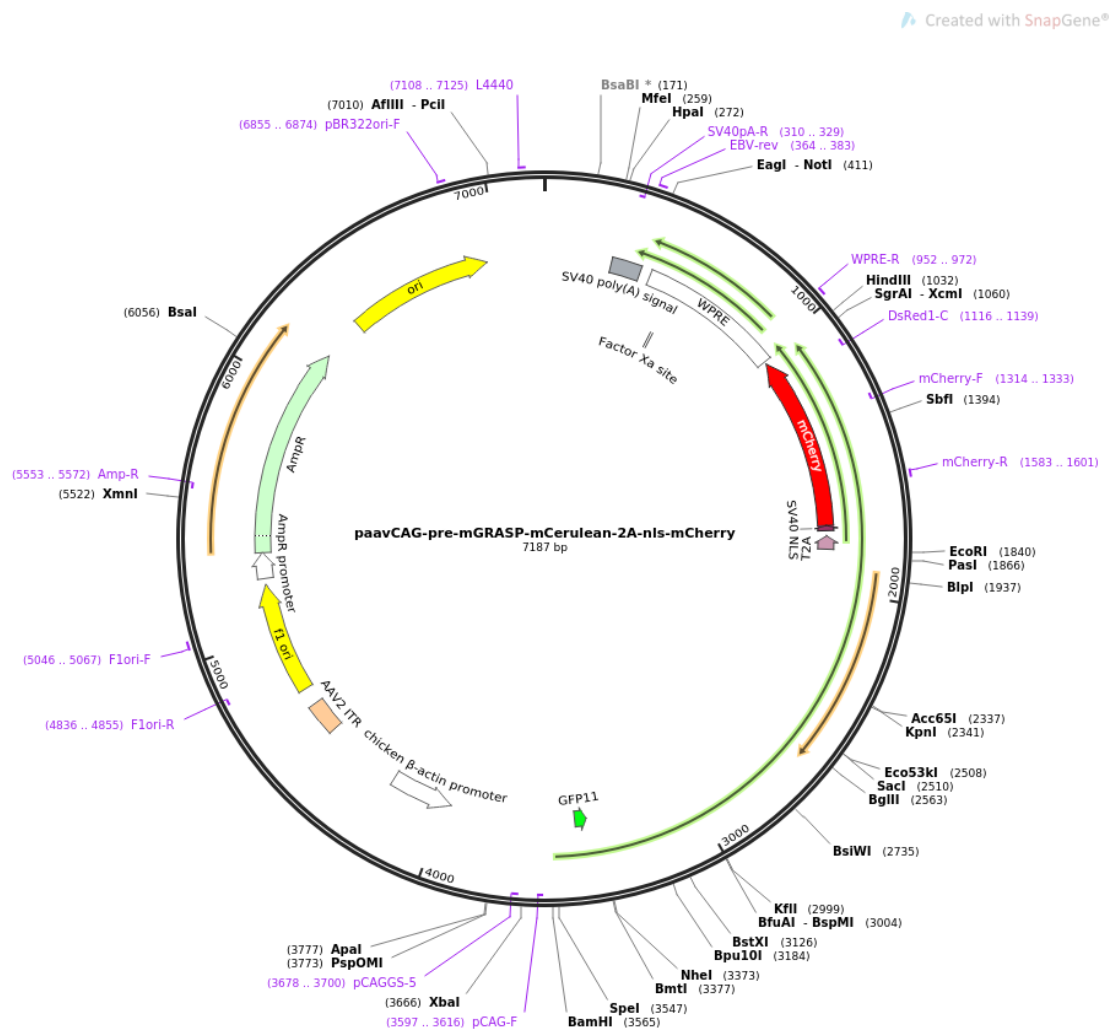 Created with SnapGene®
(7108 .. 7125) L4440
(7010) AflIII - PciI
(6855 .. 6874) pBR322ori-F
BsaBI * (171)
MfeI (259)
HpaI (272)
SV40pA-R (310 .. 329)
EBV-rev (364 .. 383)
EagI - NotI (411)
WPRE-R (952 .. 972)
HindIII (1032)
SgrAI - XcmI (1060)
DsRed1-C (1116 .. 1139)
mCherry-F (1314 .. 1333)
SbfI (1394)
mCherry-R (1583 .. 1601)
EcoRI (1840)
PasI (1866)
BlpI (1937)
Acc65I (2337)
KpnI (2341)
Eco53kI (2508)
SacI (2510)
BglII (2563)
BsiWI (2735)
KflI (2999)
BfuAI - BspMI (3004)
BstXI (3126)
Bpu10I (3184)
NheI (3373)
BmtI (3377)
SpeI (3547)
BamHI (3565)
(3597 .. 3616) pCAG-F
(3666) XbaI
(3678 .. 3700) pCAGGS-5
(3773) PspOMI
(3777) ApaI
(4836 .. 4855) F1ori-R
(5046 .. 5067) F1ori-F
(5522) XmnI
(5553 .. 5572) Amp-R
(6056) BsaI
7000
1000
2000
3000
4000
5000
6000
ori
SV40 poly(A) signal
WPRE
Factor Xa site
mCherry
SV40 NLS
T2A
paavCAG-pre-mGRASP-mCerulean-2A-nls-mCherry
7187 bp
AmpR
AmpR promoter
f1 ori
AAV2 ITR
chicken β-actin promoter
GFP11